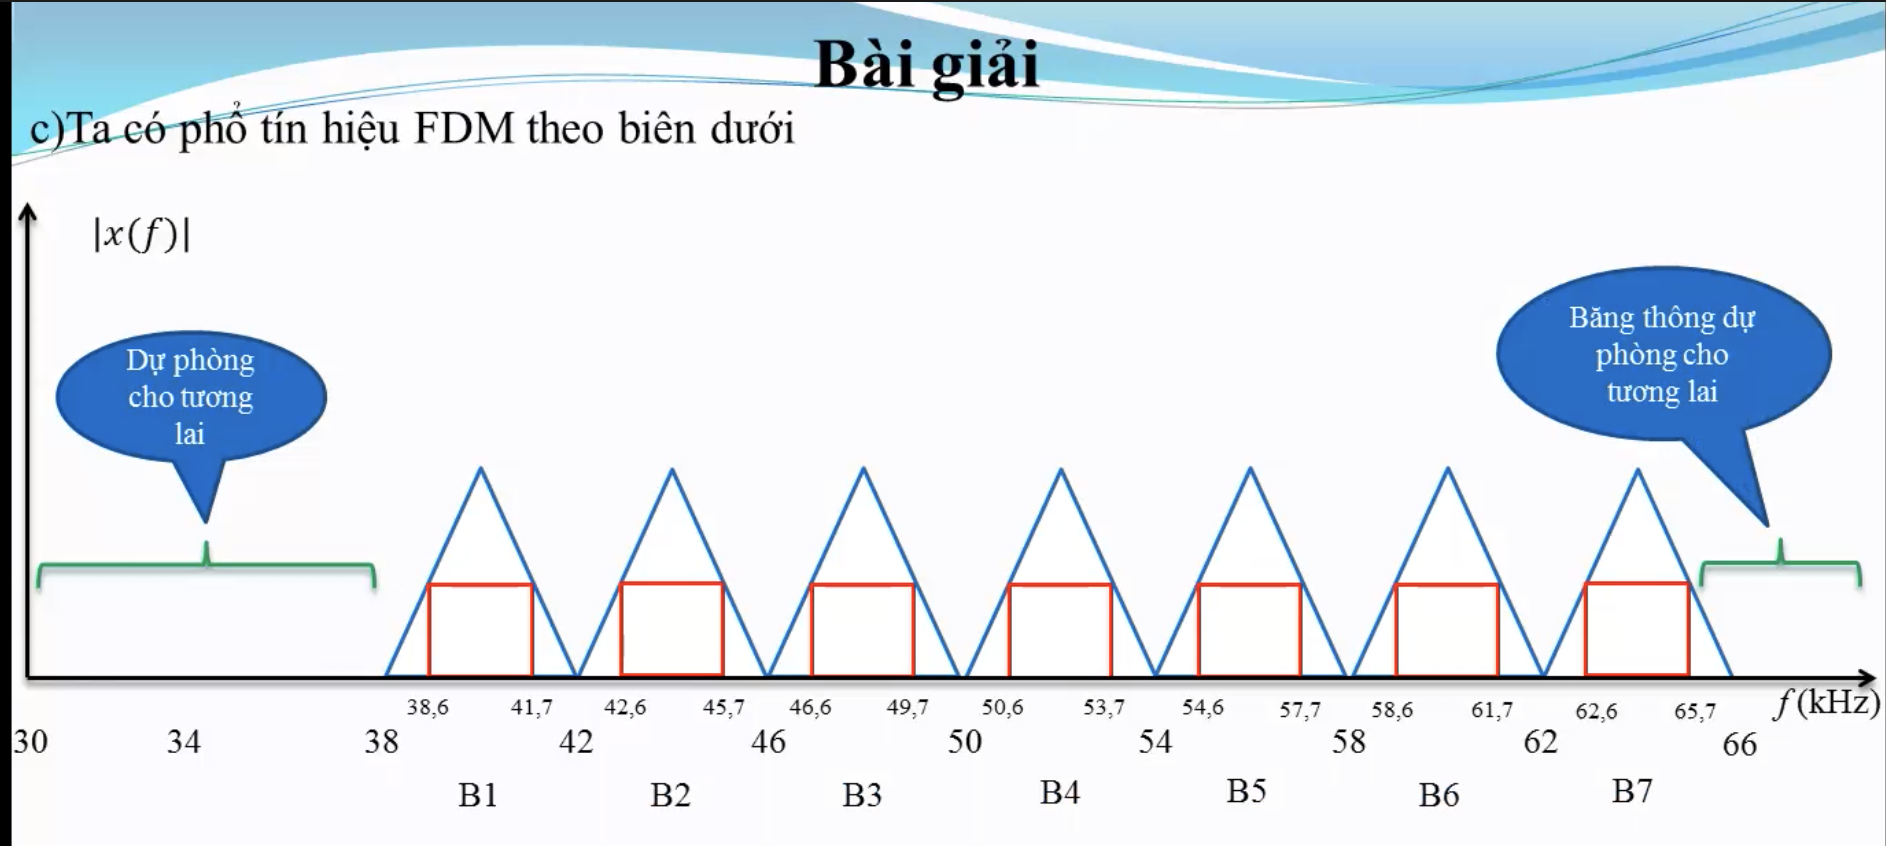 Bài giải
c)Ta có phổ tín hiệu FDM theo biên dưới
|x(f)|
Dự phòng
cho tương
lai
Băng thông dự
phòng cho
tương lai
38,6 41,7 42,6 45,7 46,6 49,7 50,6 53,7 54,6 57,7 58,6 61,7 62,6 65,7 f(kHz)
30 34 38 42 46 50 54 58 62 66
B1 B2 B3 B4 B5 B6 B7